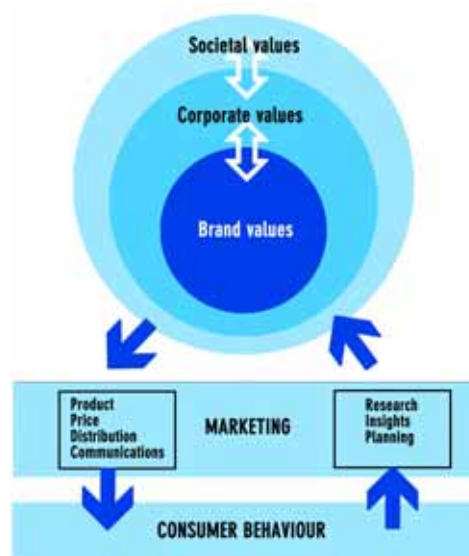 Societal values
Corporate values
Brand values
Product
Price
Distribution
Communications
MARKETING
Research
Insights
Planning
CONSUMER BEHAVIOUR